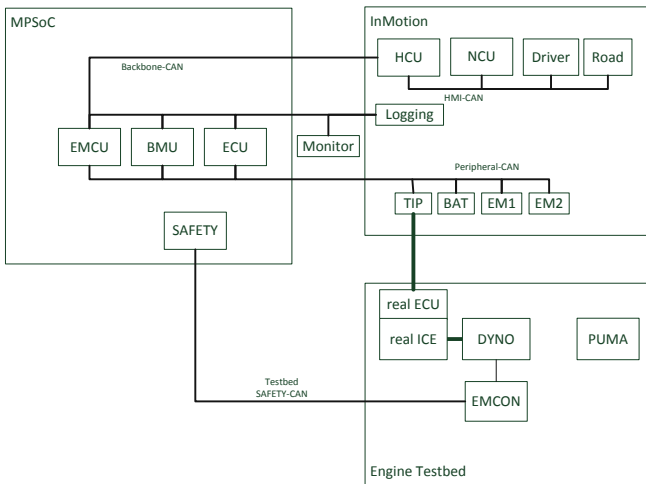 MPSoC
InMotion
HCU
NCU
Driver
Road
Backbone-CAN
HMI-CAN
Logging
EMCU
BMU
ECU
Monitor
Peripheral-CAN
TIP
BAT
EM1
EM2
SAFETY
real ECU
real ICE
DYNO
PUMA
Testbed
SAFETY-CAN
EMCON
Engine Testbed